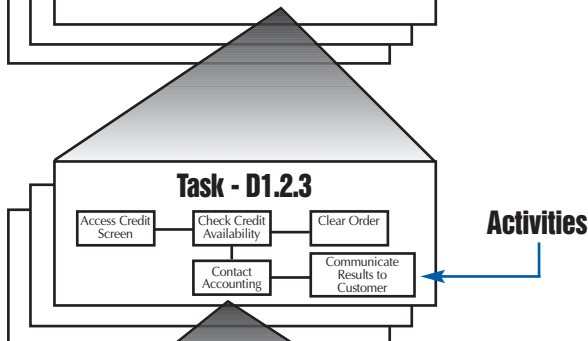 Task - D1.2.3
Access Credit
Screen
Check Credit
Availability
Clear Order
Contact
Accounting
Communicate
Results to
Customer
Activities